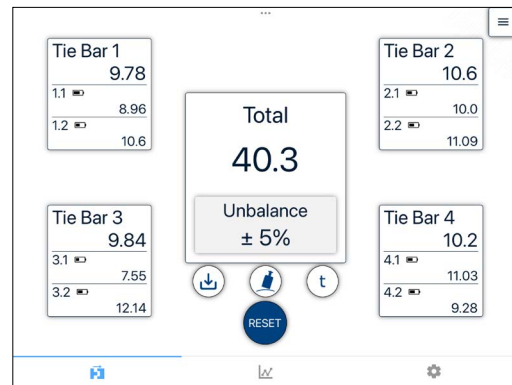 Tie Bar 1
9.78
1.1
8.96
1.2
10.6
Tie Bar 2
10.6
2.1
10.0
2.2
11.09
Total
40.3
Unbalance
± 5%
Tie Bar 3
9.84
3.1
7.55
3.2
12.14
Tie Bar 4
10.2
4.1
11.03
4.2
9.28
t
RESET